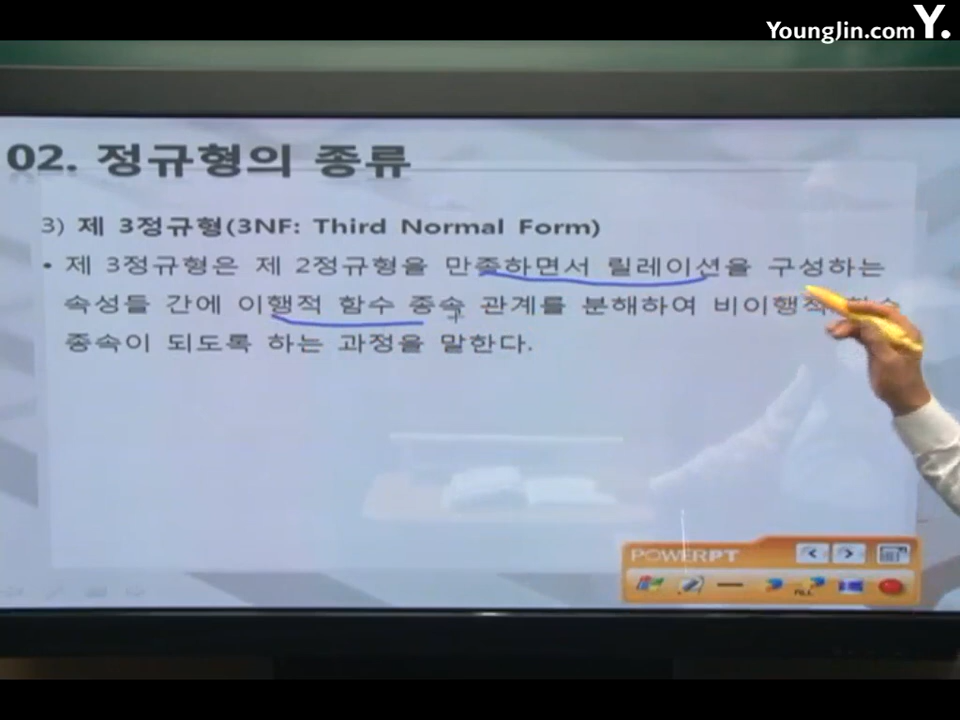 YoungJin.com Y.
02. 정규형의 종류
3) 제 3정규형(3NF: Third Normal Form)
• 제 3정규형은 제 2정규형을 만족하면서 릴레이션을 구성하는
속성들 간에 이행적 함수 종속 관계를 분해하여 비이행적
종속이 되도록 하는 과정을 말한다.
POWERPT